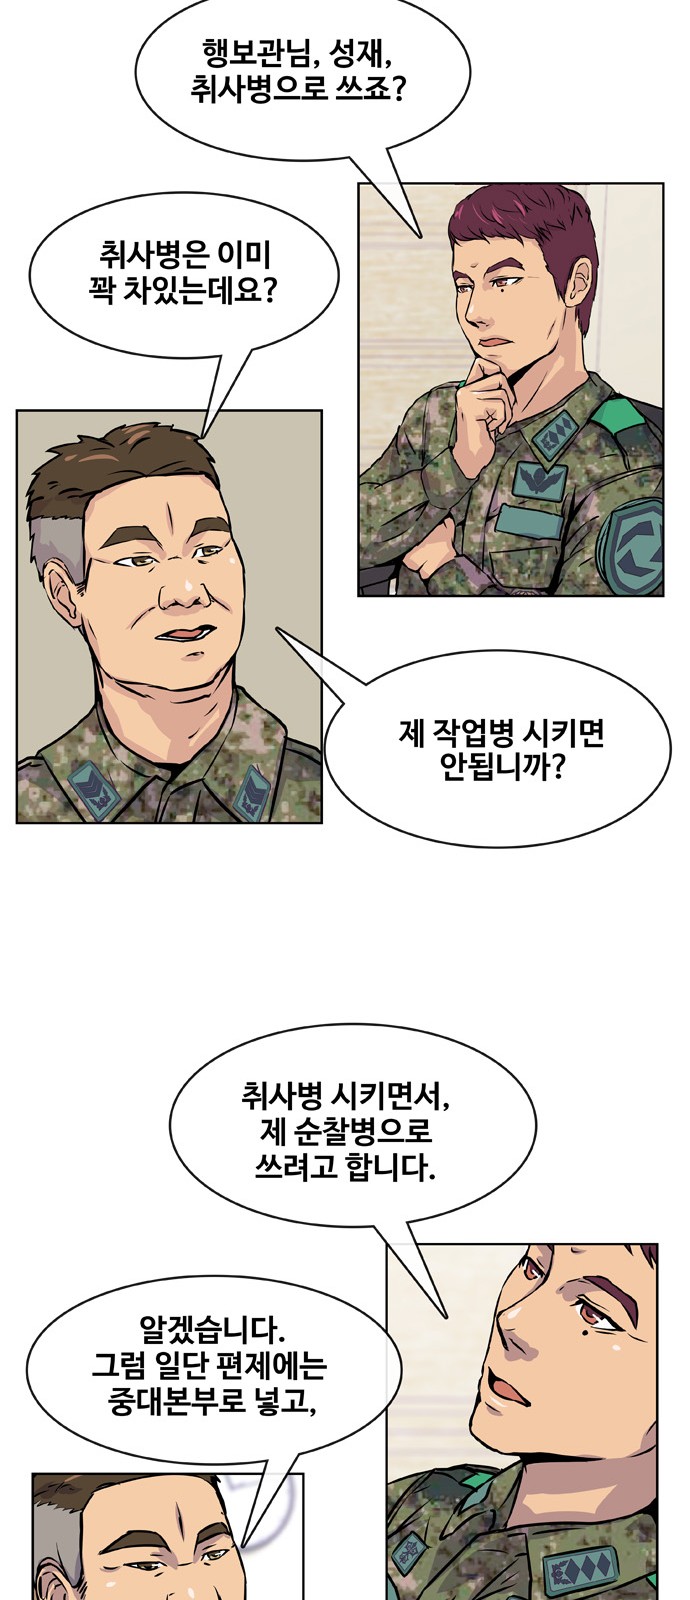 행보관님, 성재,
취사병으로 쓰죠?
취사병은 이미
꽉 차있는데요?
제 작업병 시키면
안됩니까?
취사병 시키면서,
제 순찰병으로
쓰려고 합니다.
알겠습니다.
그럼 일단 편제에는
중대본부로 넣고,